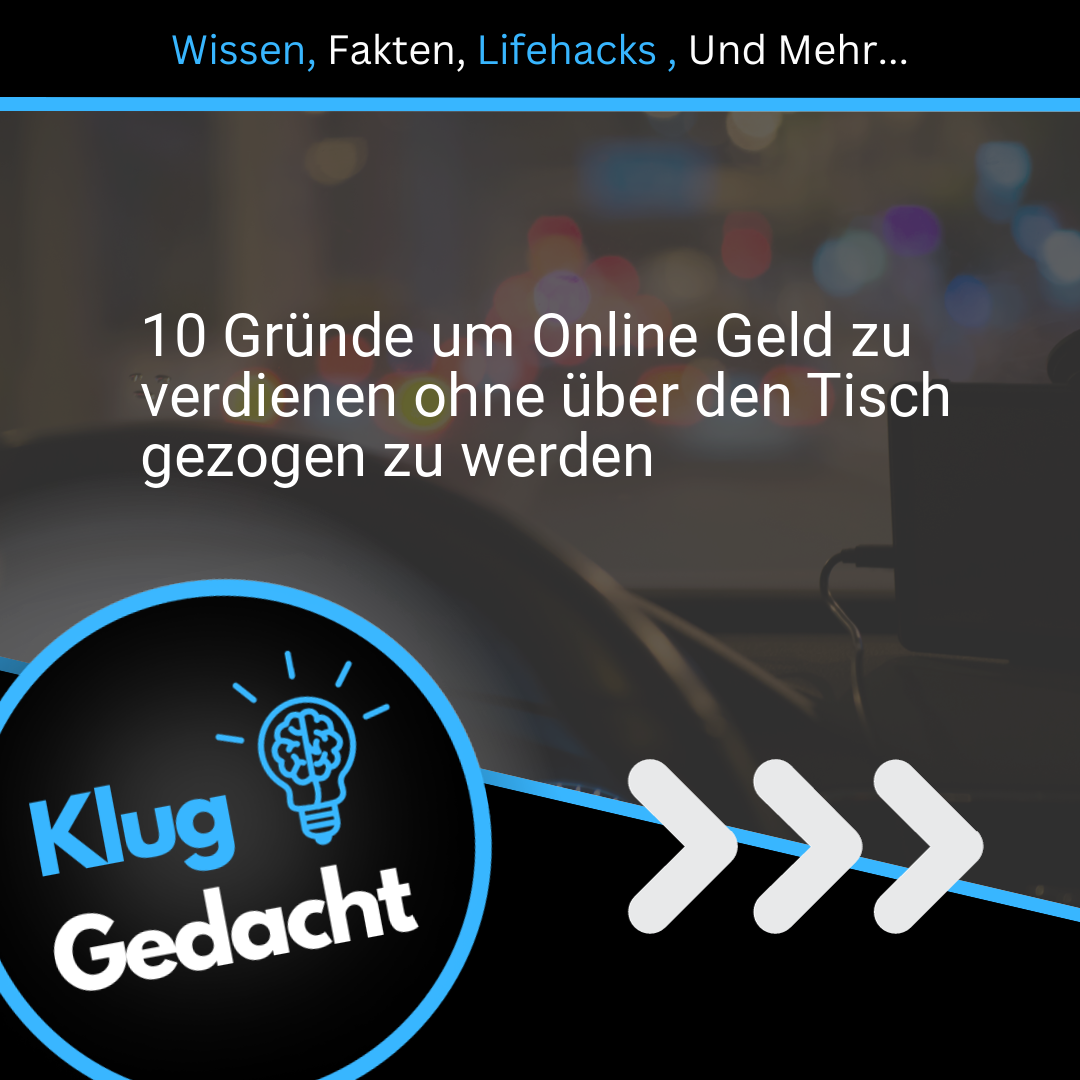 Wissen, Fakten, Lifehacks , Und Mehr...
10 Gründe um Online Geld zu
verdienen ohne über den Tisch
gezogen zu werden
Klug
Gedacht